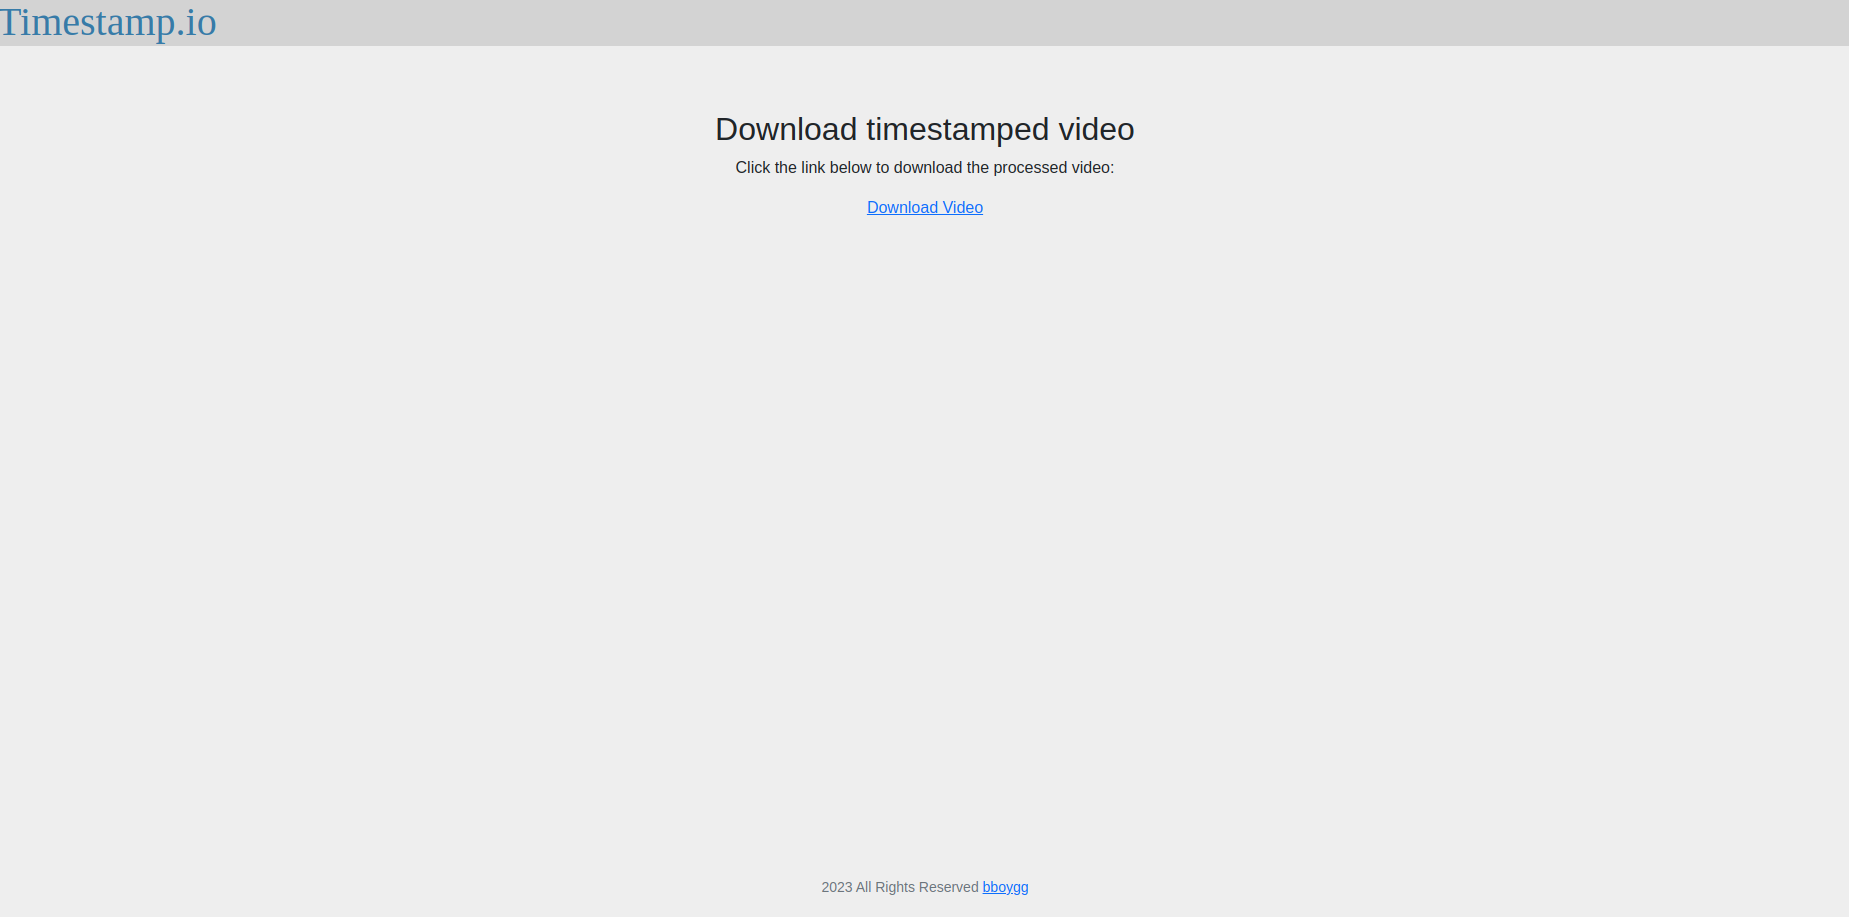 Timestamp.io
Download timestamped video
Click the link below to download the processed video:
Download Video
2023 All Rights Reserved bboygg